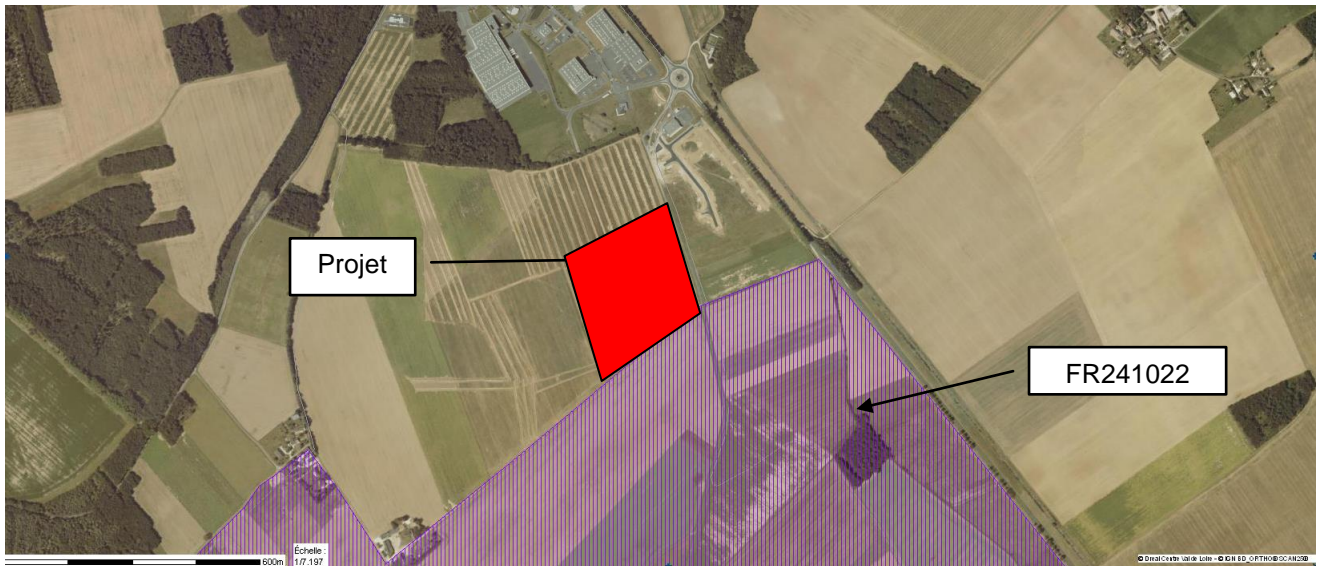 Projet
FR241022
600m
Échelle :
1/7.197
© Dreal Centre Val de Loire - © IGN BD_ORTHO® SCAN25®